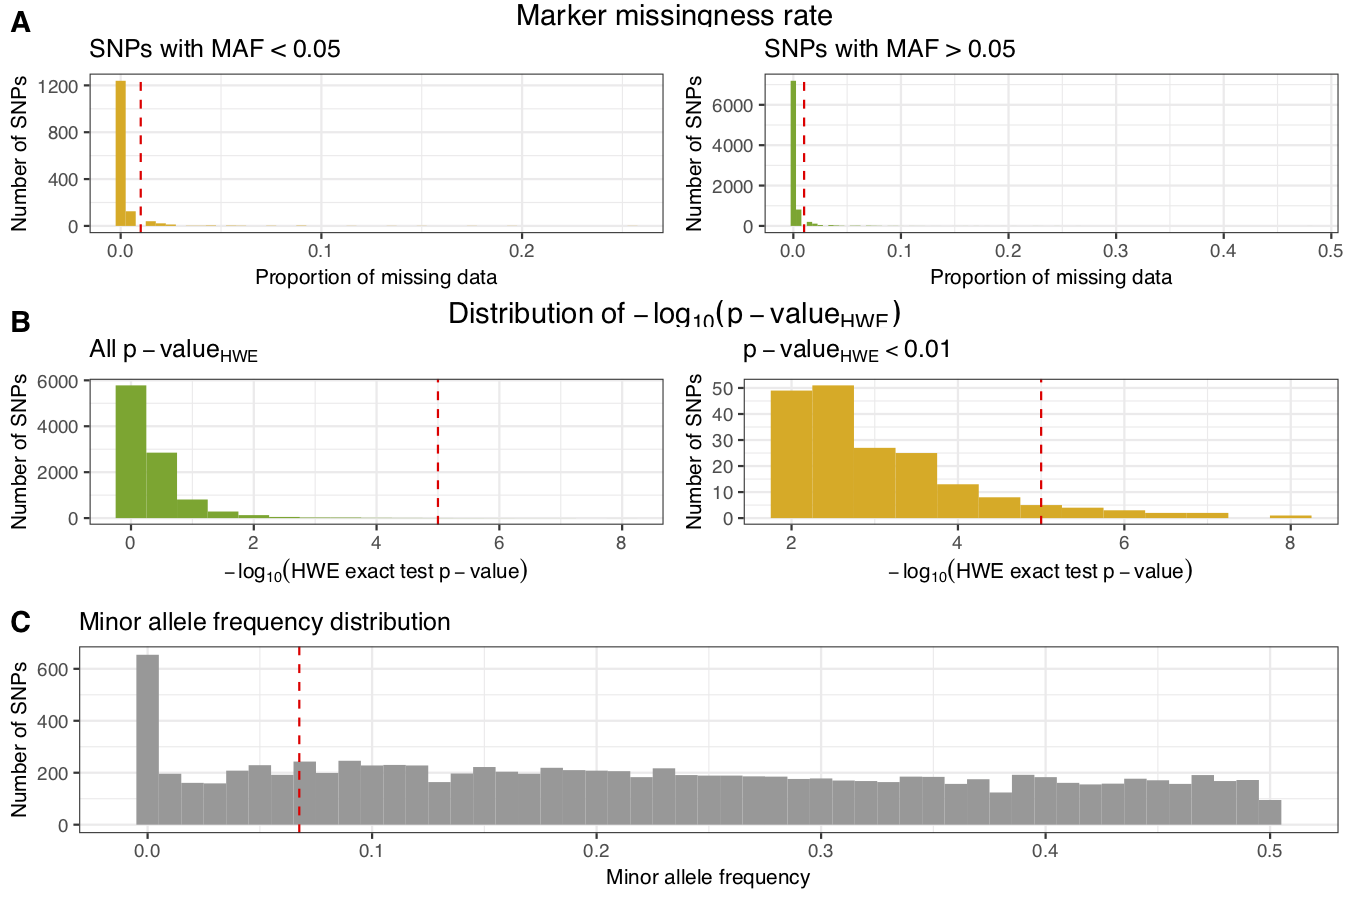 A
Marker missingness rate
SNPs with MAF < 0.05
SNPs with MAF > 0.05
Number of SNPs
1200
800
400
0
0.0 0.1 0.2
Proportion of missing data
Number of SNPs
6000
4000
2000
0
0.0 0.1 0.2 0.3 0.4 0.5
Proportion of missing data
B
Distribution of −log10(p−valueHWE)
All p−valueHWE
p−valueHWE < 0.01
Number of SNPs
6000
4000
2000
0
0 2 4 6 8
−log10(HWE exact test p−value)
Number of SNPs
50
40
30
20
10
0
2 4 6 8
−log10(HWE exact test p−value)
C
Minor allele frequency distribution
Number of SNPs
600
400
200
0
0.0 0.1 0.2 0.3 0.4 0.5
Minor allele frequency